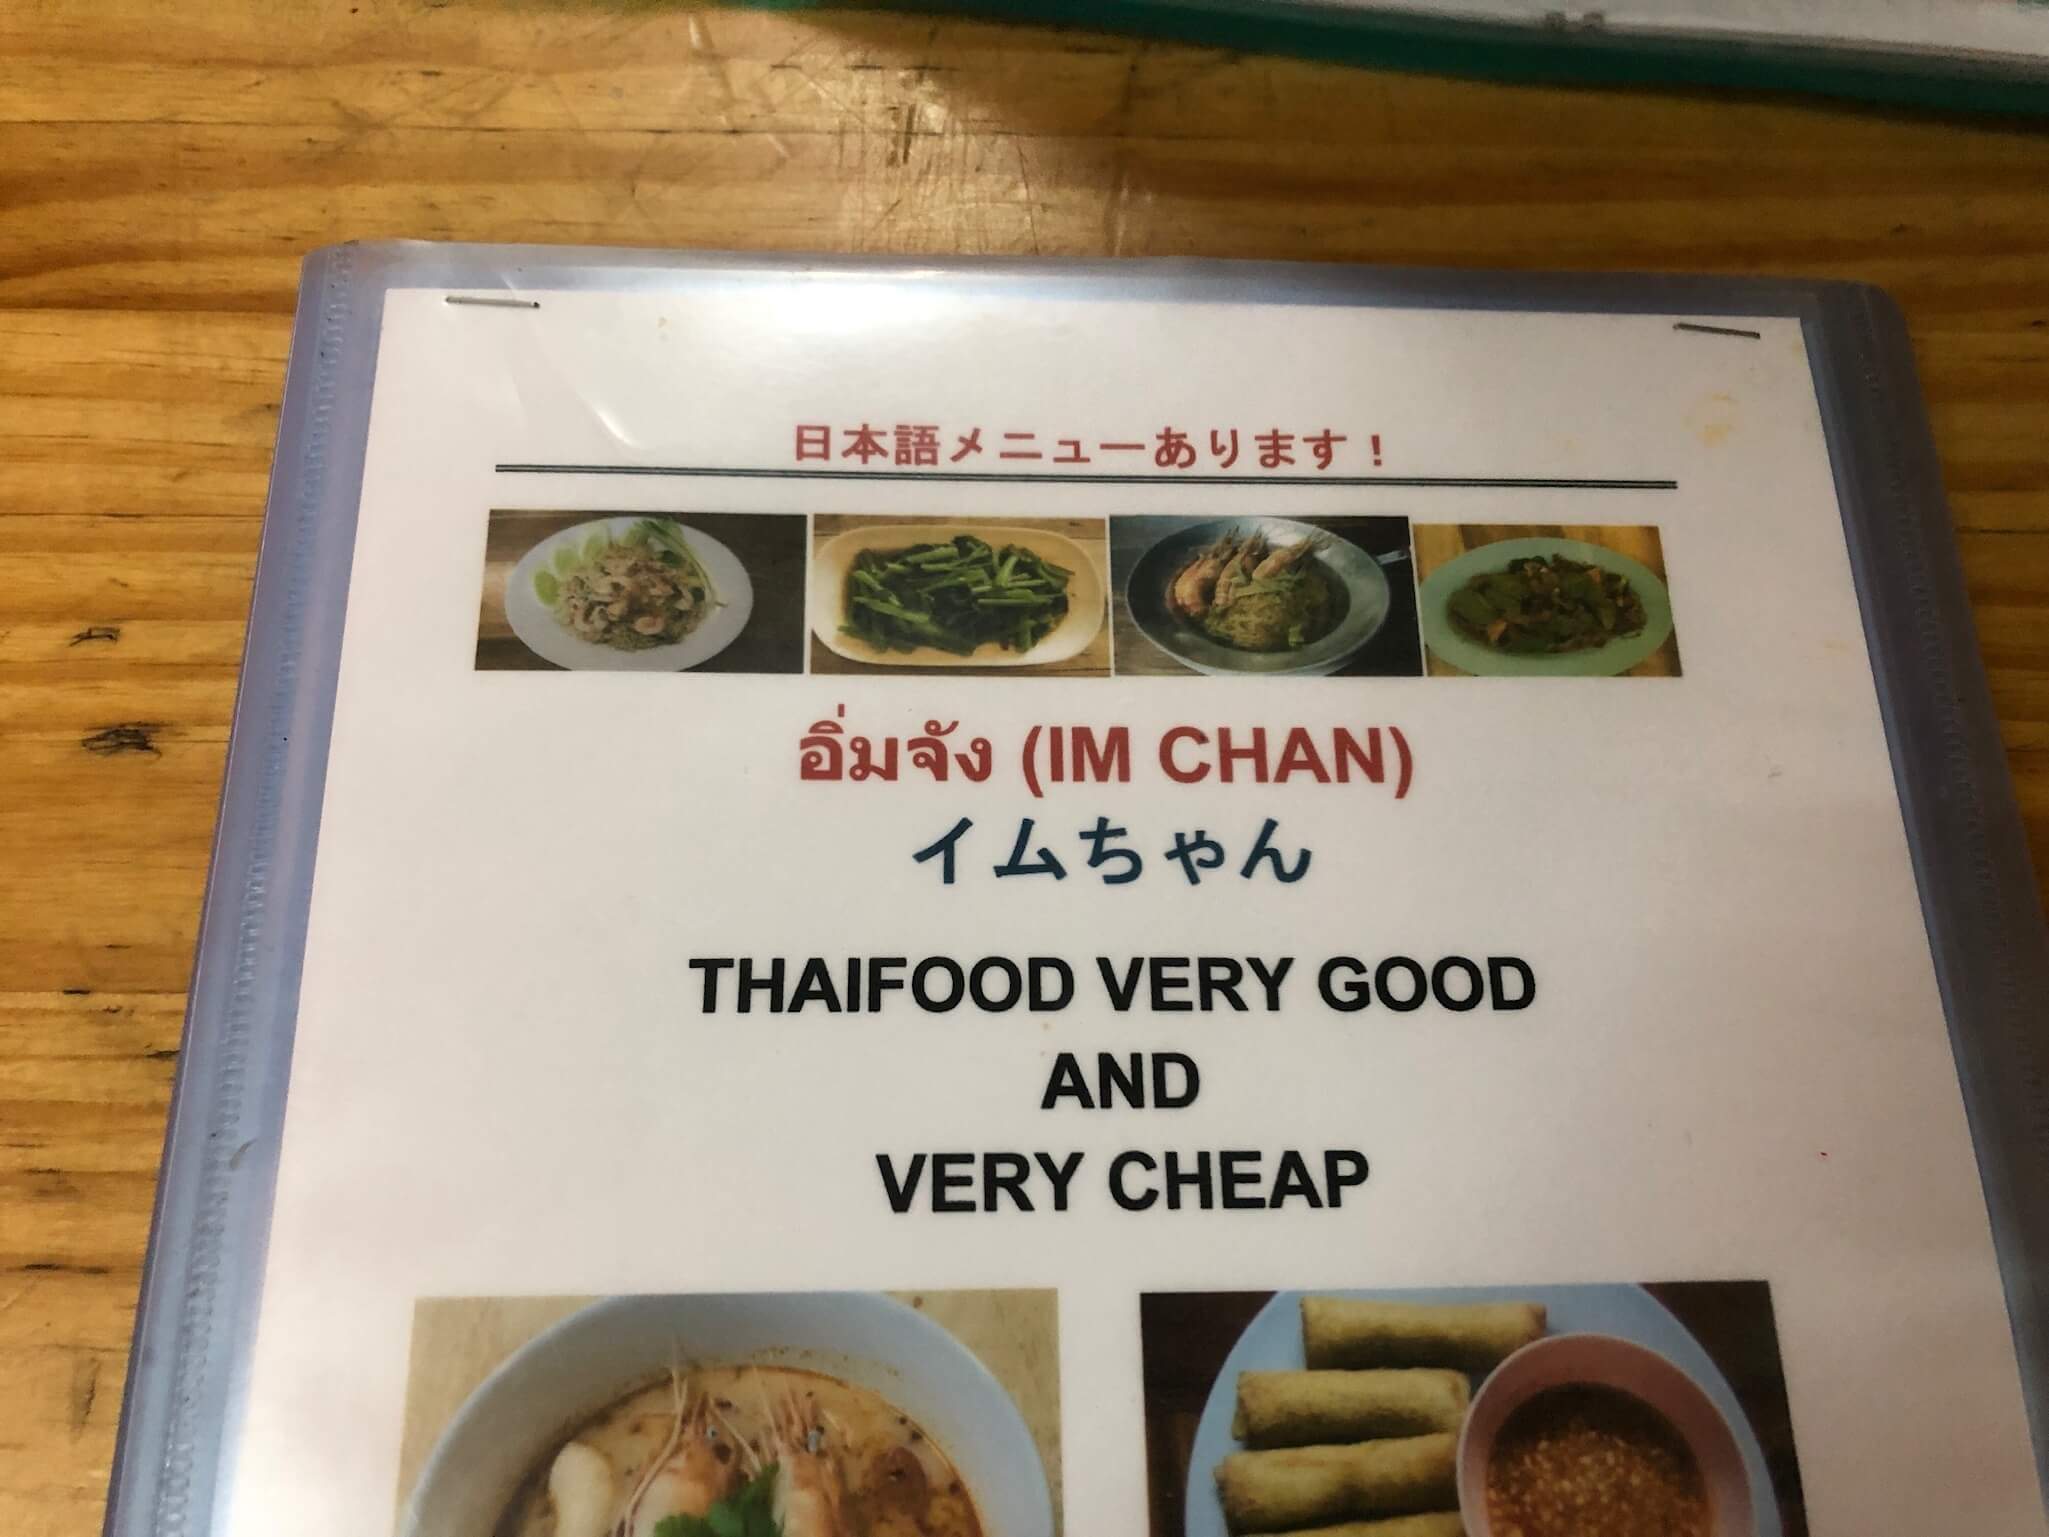 日本語メニューあります!
อิ่มจัง (IM CHAN)
イムちゃん
THAIFOOD VERY GOOD
AND
VERY CHEAP